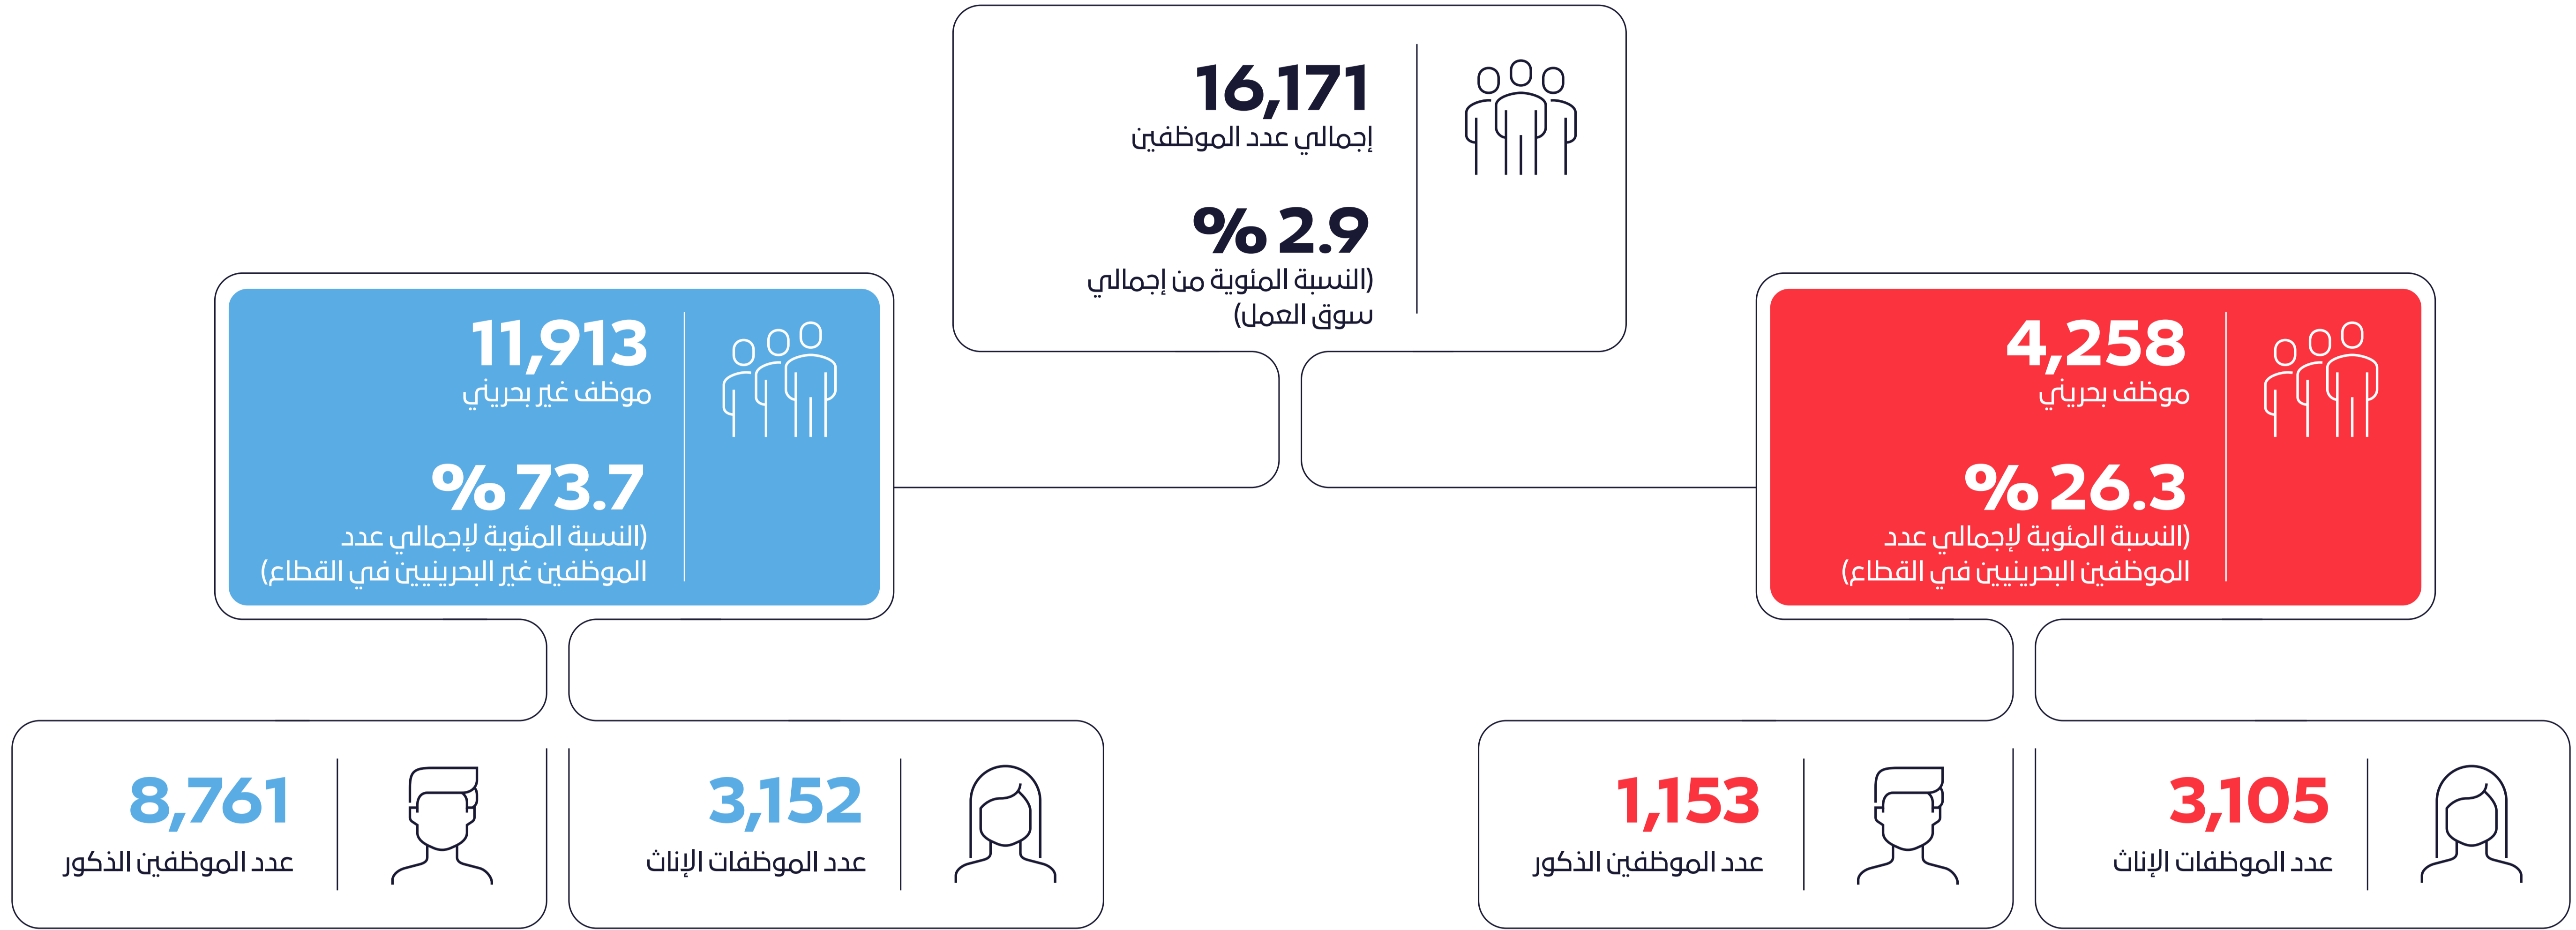 16,171
إجمالي عدد الموظفين
% 2.9
(النسبة المئوية من إجمالي
سوق العمل)
4,258
موظف بحريني
% 26.3
(النسبة المئوية لإجمالي عدد
الموظفين البحرينيين في القطاع)
11,913
موظف غير بحريني
% 73.7
(النسبة المئوية لإجمالي عدد
الموظفين غير البحرينيين في القطاع)
3,105
عدد الموظفات الإناث
1,153
عدد الموظفين الذكور
3,152
عدد الموظفات الإناث
8,761
عدد الموظفين الذكور